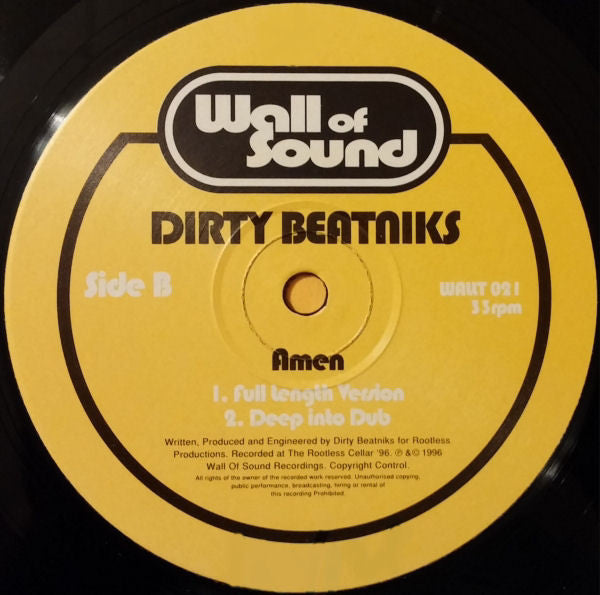 Wall of
Sound
DIRTY BEATNIKS
Side B
WALLT 021
33rpm
Amen
1. Full Length Version
2. Deep into Dub
Written, Produced and Engineered by Dirty Beatniks for Rootless
Productions. Recorded at The Rootless Cellar '96. ℗ & © 1996
Wall Of Sound Recordings. Copyright Control.
All rights of the owner of the recorded work reserved. Unauthorised copying,
public performance, broadcasting, hiring or rental of
this recording Prohibited.